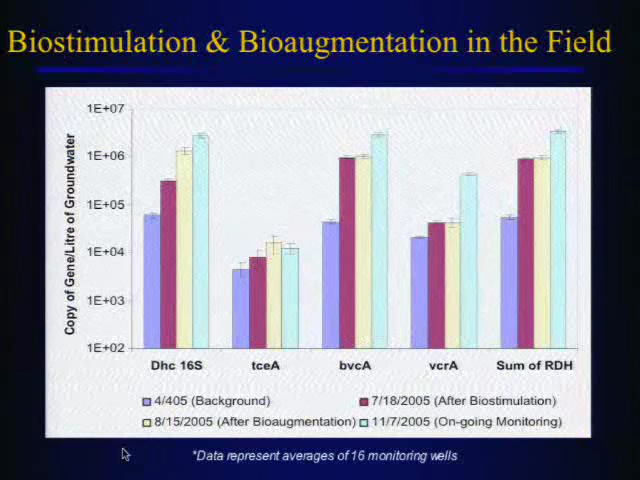 Biostimulation & Bioaugmentation in the Field
Copy of Gene/Litre of Groundwater
1E+07
1E+06
1E+05
1E+04
1E+03
1E+02
Dhc 16S tceA bvcA vcrA Sum of RDH
4/405 (Background) 7/18/2005 (After Biostimulation)
8/15/2005 (After Bioaugmentation) 11/7/2005 (On-going Monitoring)
*Data represent averages of 16 monitoring wells